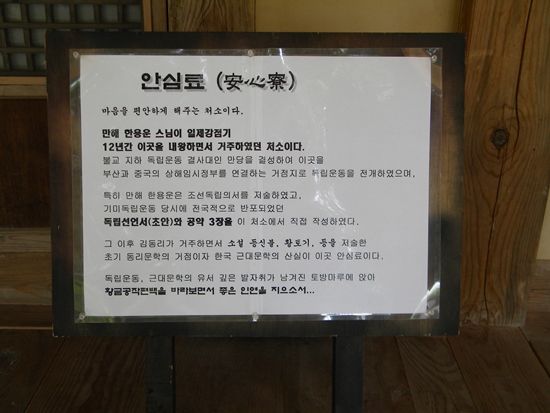 안심료 (安心寮)
마음을 편안하게 해주는 처소이다.
만해 한용운 스님이 일제강점기
12년간 이곳을 내왕하면서 거주하였던 처소이다.
불교 지하 독립운동 결사대인 만당을 결성하여 이곳을
부산과 중국의 상해임시정부를 연결하는 거점지로 독립운동을 전개하였으며,
특히 만해 한용운은 조선독립의서를 저술하였고,
기미독립운동 당시에 전국적으로 반포되었던
독립선언서(초안)와 공약 3장을 이 처소에서 직접 작성하였다.
그 이후 김동리가 거주하면서 소설 등신불, 황토기, 등을 저술한
초기 동리문학의 거점이자 한국 근대문학의 산실이 이곳 안심료이다.
독립운동, 근대문학의 유서 깊은 발자취가 남겨진 토방마루에 앉아
황금공작편백을 바라보면서 좋은 인연을 지으소서...